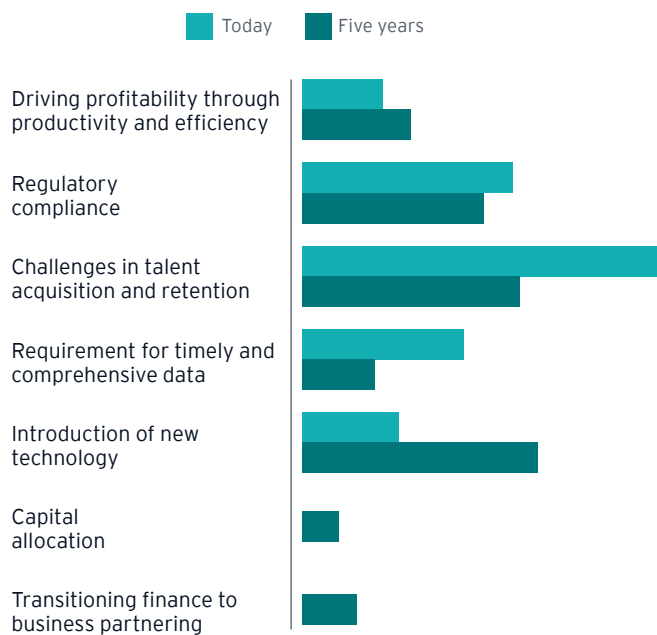 Today Five years
Driving profitability through
productivity and efficiency
Regulatory
compliance
Challenges in talent
acquisition and retention
Requirement for timely and
comprehensive data
Introduction of new
technology
Capital
allocation
Transitioning finance to
business partnering